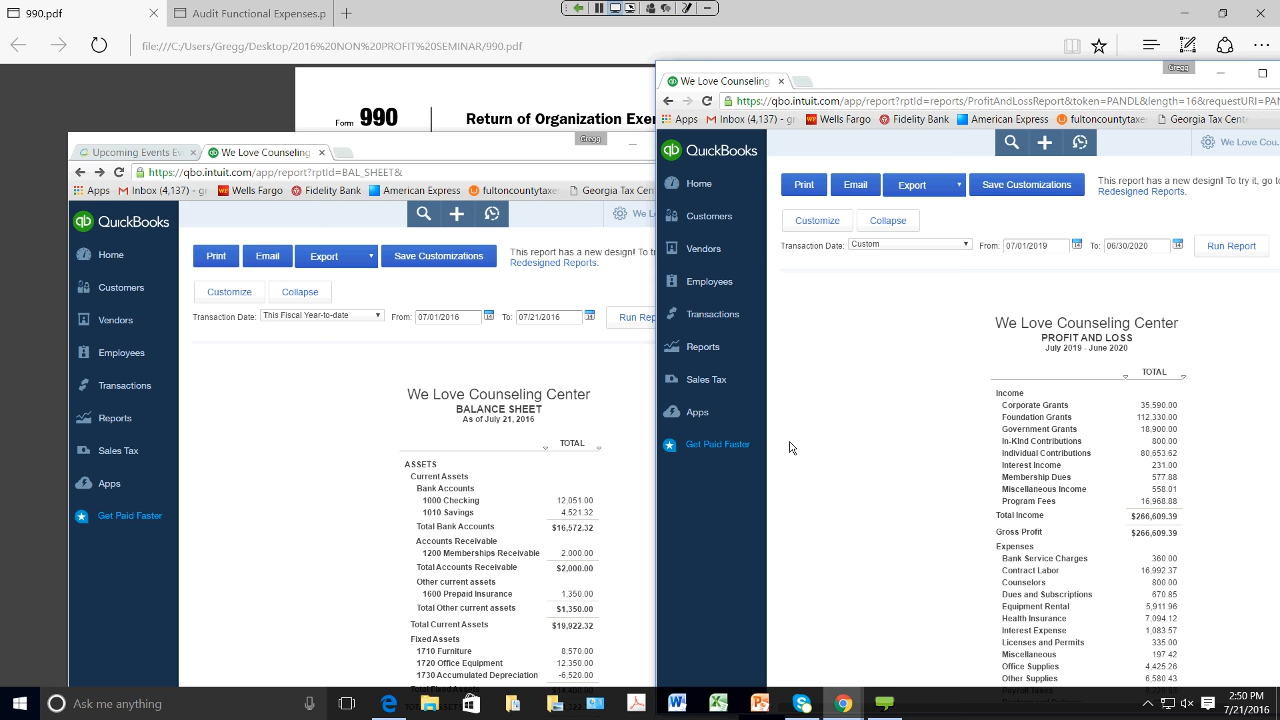 990.pdf
Audit Requirement fo
file:///C:/Users/Gregg/Desktop/2016%20NON%20PROFIT%20SEMINAR/990.pdf
Form 990
Return of Organization Exe
Gregg
Upcoming Events
We Love Counseling
https://qbo.intuit.com/app/report?rptId=BAL_SHEET&
Apps
Inbox (4,137) - gr
Wells Fargo
Fidelity Bank
American Express
fultoncountytaxes
Georgia Tax Cent
QuickBooks
We Lo
Home
Customers
Vendors
Employees
Transactions
Reports
Sales Tax
Apps
Get Paid Faster
Print
Email
Export
Save Customizations
This report has a new design! To
Redesigned Reports.
Customize
Collapse
Transaction Date: This Fiscal Year-to-date From: 07/01/2016 To: 07/21/2016 Run Rep
We Love Counseling Center
BALANCE SHEET
As of July 21, 2016
TOTAL
ASSETS
Current Assets
Bank Accounts
1000 Checking 12,051.00
1010 Savings 4,521.32
Total Bank Accounts $16,572.32
Accounts Receivable
1200 Memberships Receivable 2,000.00
Total Accounts Receivable $2,000.00
Other current assets
1600 Prepaid Insurance 1,350.00
Total Other current assets $1,350.00
Total Current Assets $19,922.32
Fixed Assets
1710 Furniture 8,570.00
1720 Office Equipment 12,350.00
1730 Accumulated Depreciation -6,520.00
Gregg
We Love Counseling
https://qbo.intuit.com/app/report?rptId=reports/ProfitAndLossReport&token=PANDL&length=16&requestURI=PAN
Apps
Inbox (4,137) - gr
Wells Fargo
Fidelity Bank
American Express
fultoncountytaxe
Georgia Tax Cent
QuickBooks
We Love Cou
Home
Customers
Vendors
Employees
Transactions
Reports
Sales Tax
Apps
Get Paid Faster
Print
Email
Export
Save Customizations
This report has a new design! To try it, go to
Redesigned Reports.
Customize
Collapse
Transaction Date: Custom From: 07/01/2019 To: 06/30/2020 Run Report
We Love Counseling Center
PROFIT AND LOSS
July 2019 - June 2020
TOTAL
Income
Corporate Grants 35,590.00
Foundation Grants 112,330.00
Government Grants 18,900.00
In-Kind Contributions 800.00
Individual Contributions 80,653.62
Interest Income 231.00
Membership Dues 577.88
Miscellaneous Income 558.01
Program Fees 16,968.88
Total Income $266,609.39
Gross Profit $266,609.39
Expenses
Bank Service Charges 360.00
Contract Labor 16,992.37
Counselors 800.00
Dues and Subscriptions 670.85
Equipment Rental 5,911.96
Health Insurance 7,094.12
Interest Expense 1,083.57
Licenses and Permits 335.00
Miscellaneous 197.42
Office Supplies 4,425.26
Other Supplies 6,580.43
Ask me anything
2:50 PM
7/21/2016